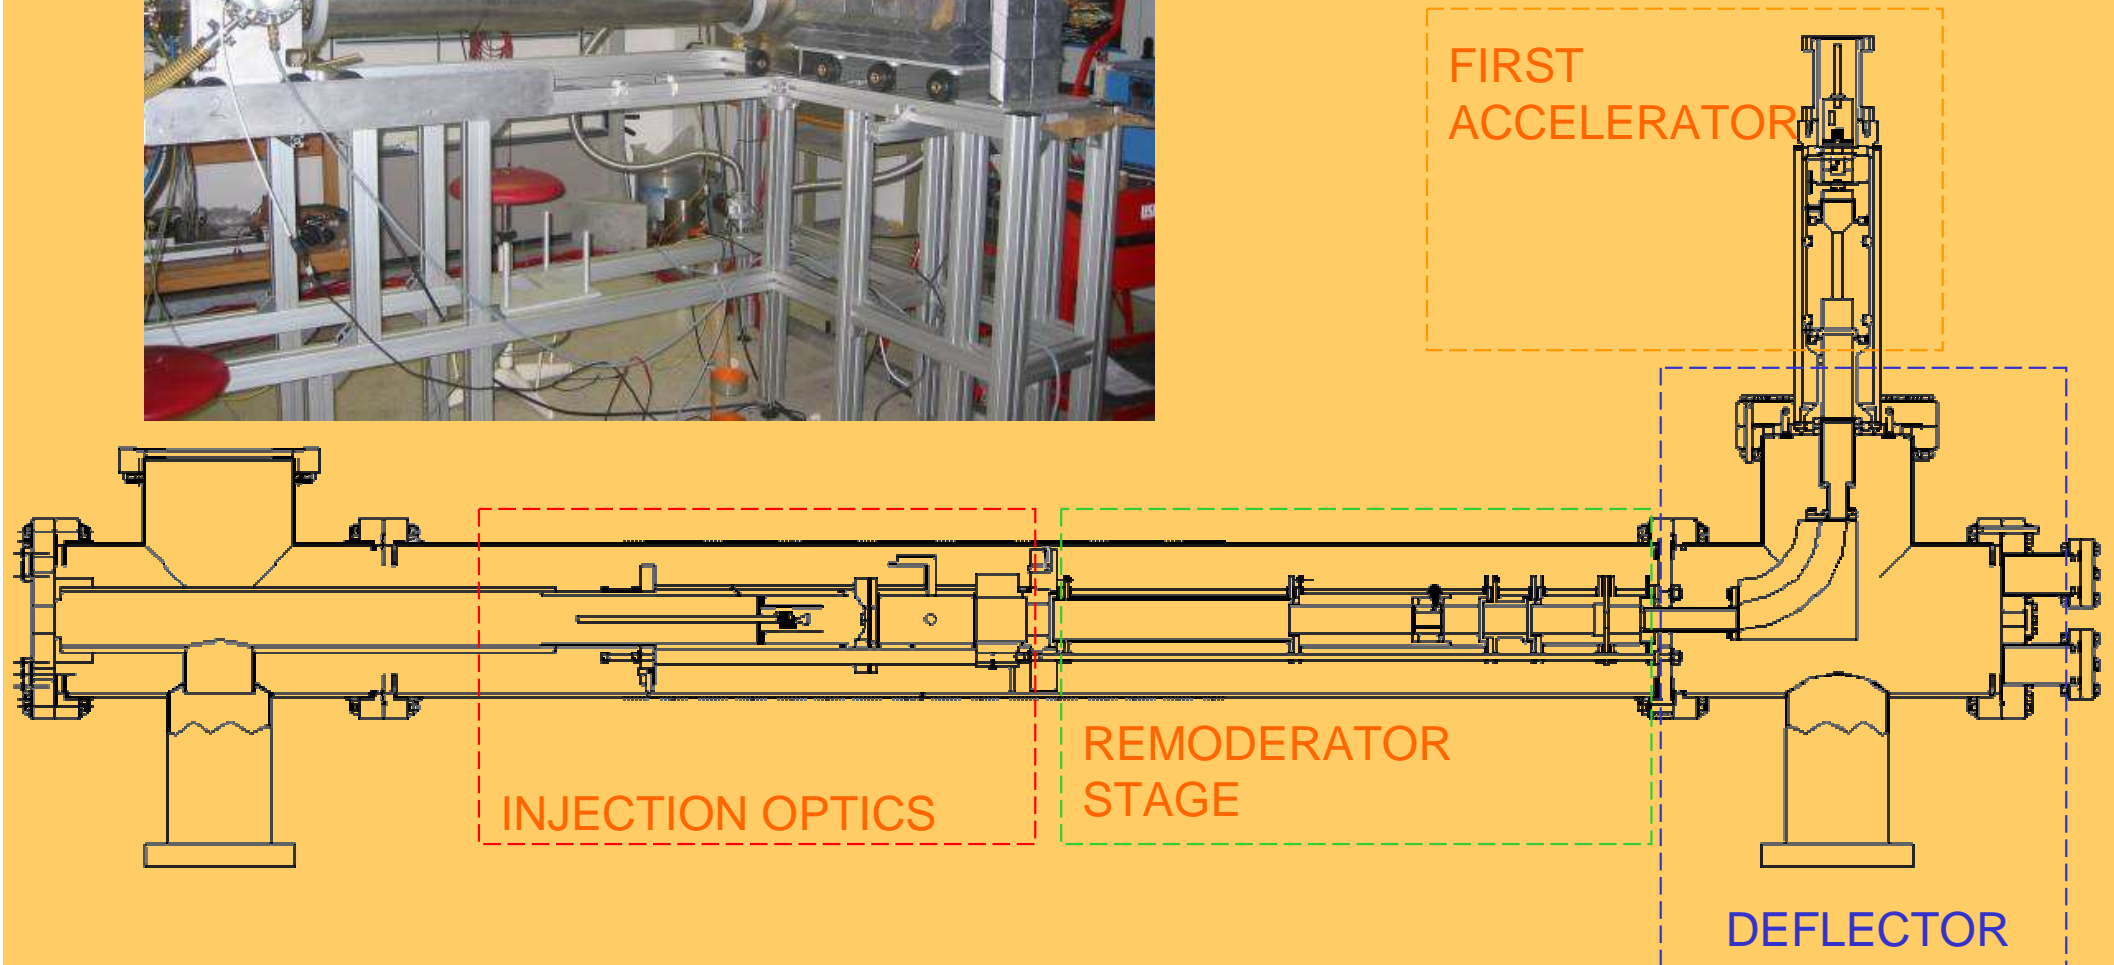 FIRST
ACCELERATOR
REMODERATOR
STAGE
INJECTION OPTICS
DEFLECTOR